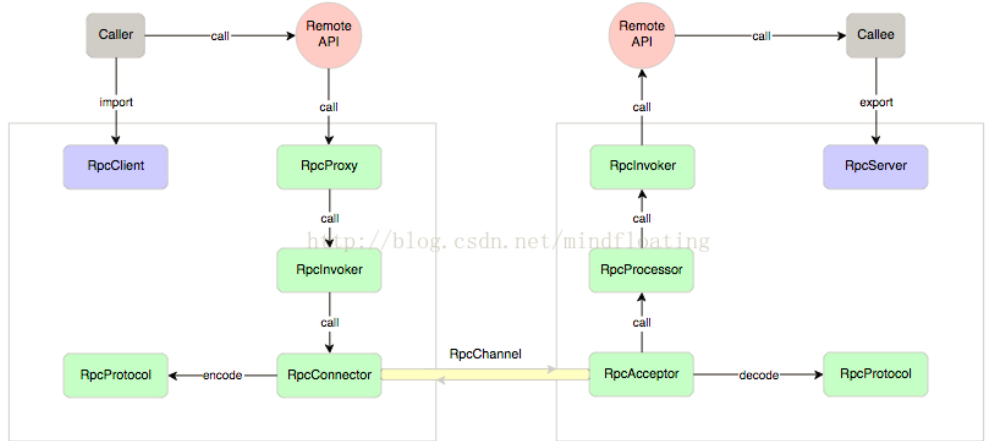 Caller
call
Remote
API
Remote
API
call
Callee
import
call
call
export
RpcClient
RpcProxy
RpcInvoker
RpcServer
call
call
http://blog.csdn.net/mindfloating
RpcInvoker
RpcProcessor
call
call
RpcChannel
RpcProtocol
encode
RpcConnector
RpcAcceptor
decode
RpcProtocol